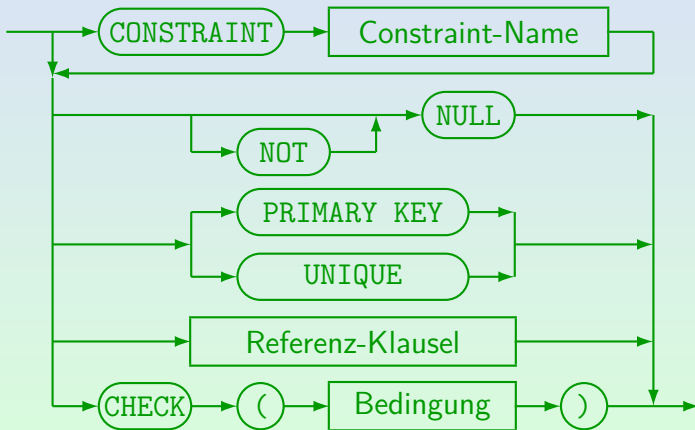 CONSTRAINT Constraint-Name
NULL
NOT
PRIMARY KEY
UNIQUE
Referenz-Klausel
CHECK ( Bedingung )